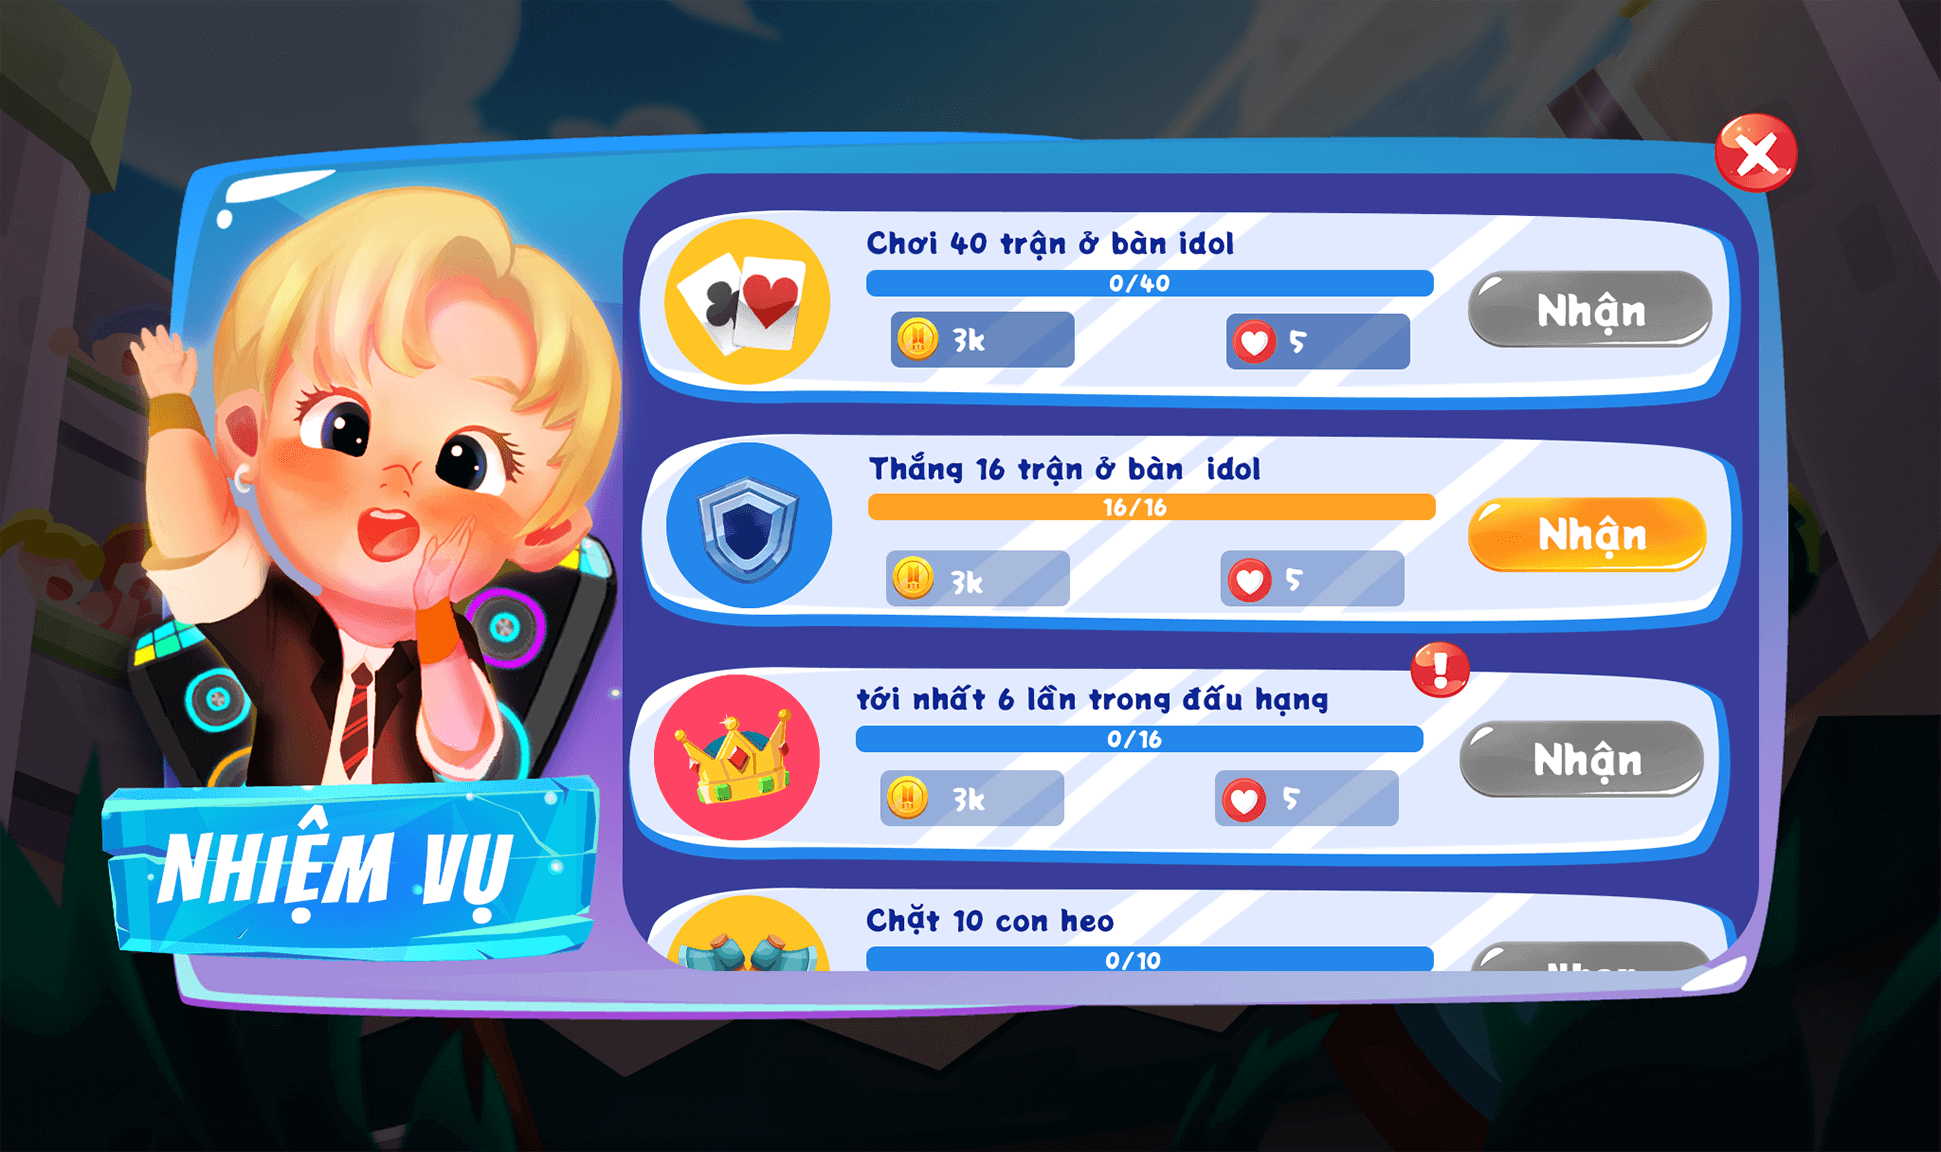 Chơi 40 trận ở bàn idol
0/40
3k
5
Nhận
Thắng 16 trận ở bàn idol
16/16
3k
5
Nhận
!
tới nhất 6 lần trong đấu hạng
0/16
3k
5
Nhận
NHIỆM VỤ
Chặt 10 con heo
0/10